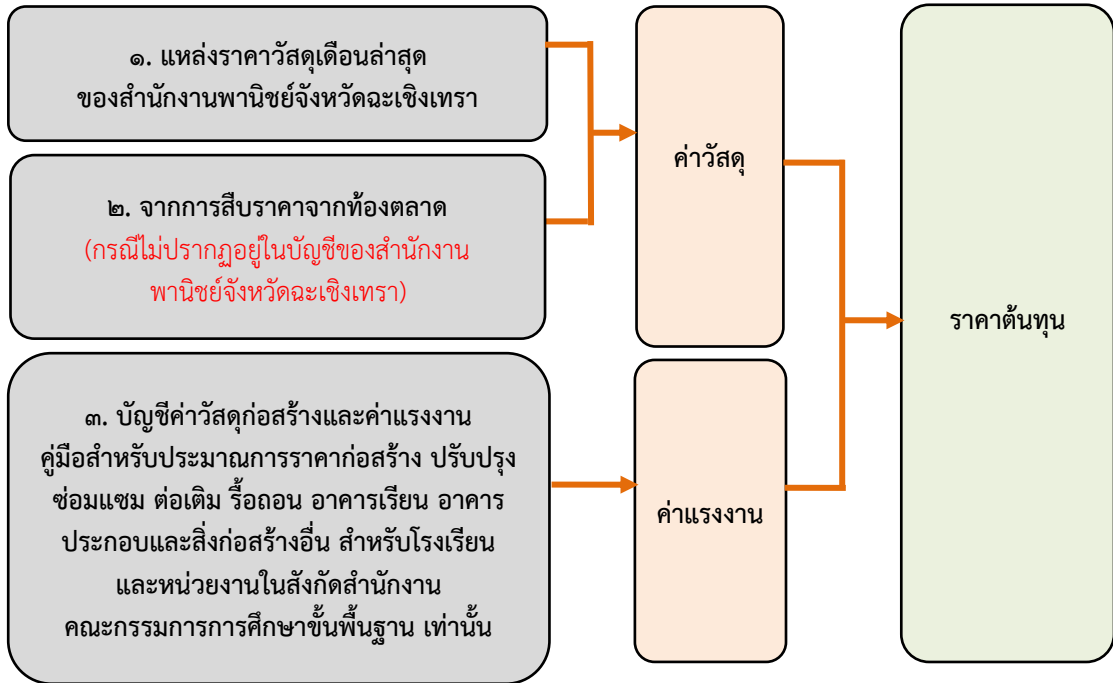 ๑. แหล่งราคาวัสดุเดือนล่าสุด
ของสำนักงานพานิชย์จังหวัดฉะเชิงเทรา
๒. จากการสืบราคาจากท้องตลาด
(กรณีไม่ปรากฏอยู่ในบัญชีของสำนักงาน
พานิชย์จังหวัดฉะเชิงเทรา)
๓. บัญชีค่าวัสดุก่อสร้างและค่าแรงงาน
คู่มือสำหรับประมาณการราคาก่อสร้าง ปรับปรุง
ซ่อมแซม ต่อเติม รื้อถอน อาคารเรียน อาคาร
ประกอบและสิ่งก่อสร้างอื่น สำหรับโรงเรียน
และหน่วยงานในสังกัดสำนักงาน
คณะกรรมการการศึกษาขั้นพื้นฐาน เท่านั้น
ค่าวัสดุ
ค่าแรงงาน
ราคาต้นทุน